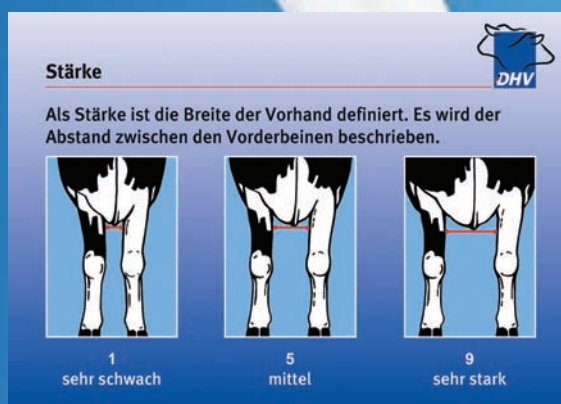 DHV
Stärke
Als Stärke ist die Breite der Vorhand definiert. Es wird der
Abstand zwischen den Vorderbeinen beschrieben.
1
sehr schwach
5
mittel
9
sehr stark